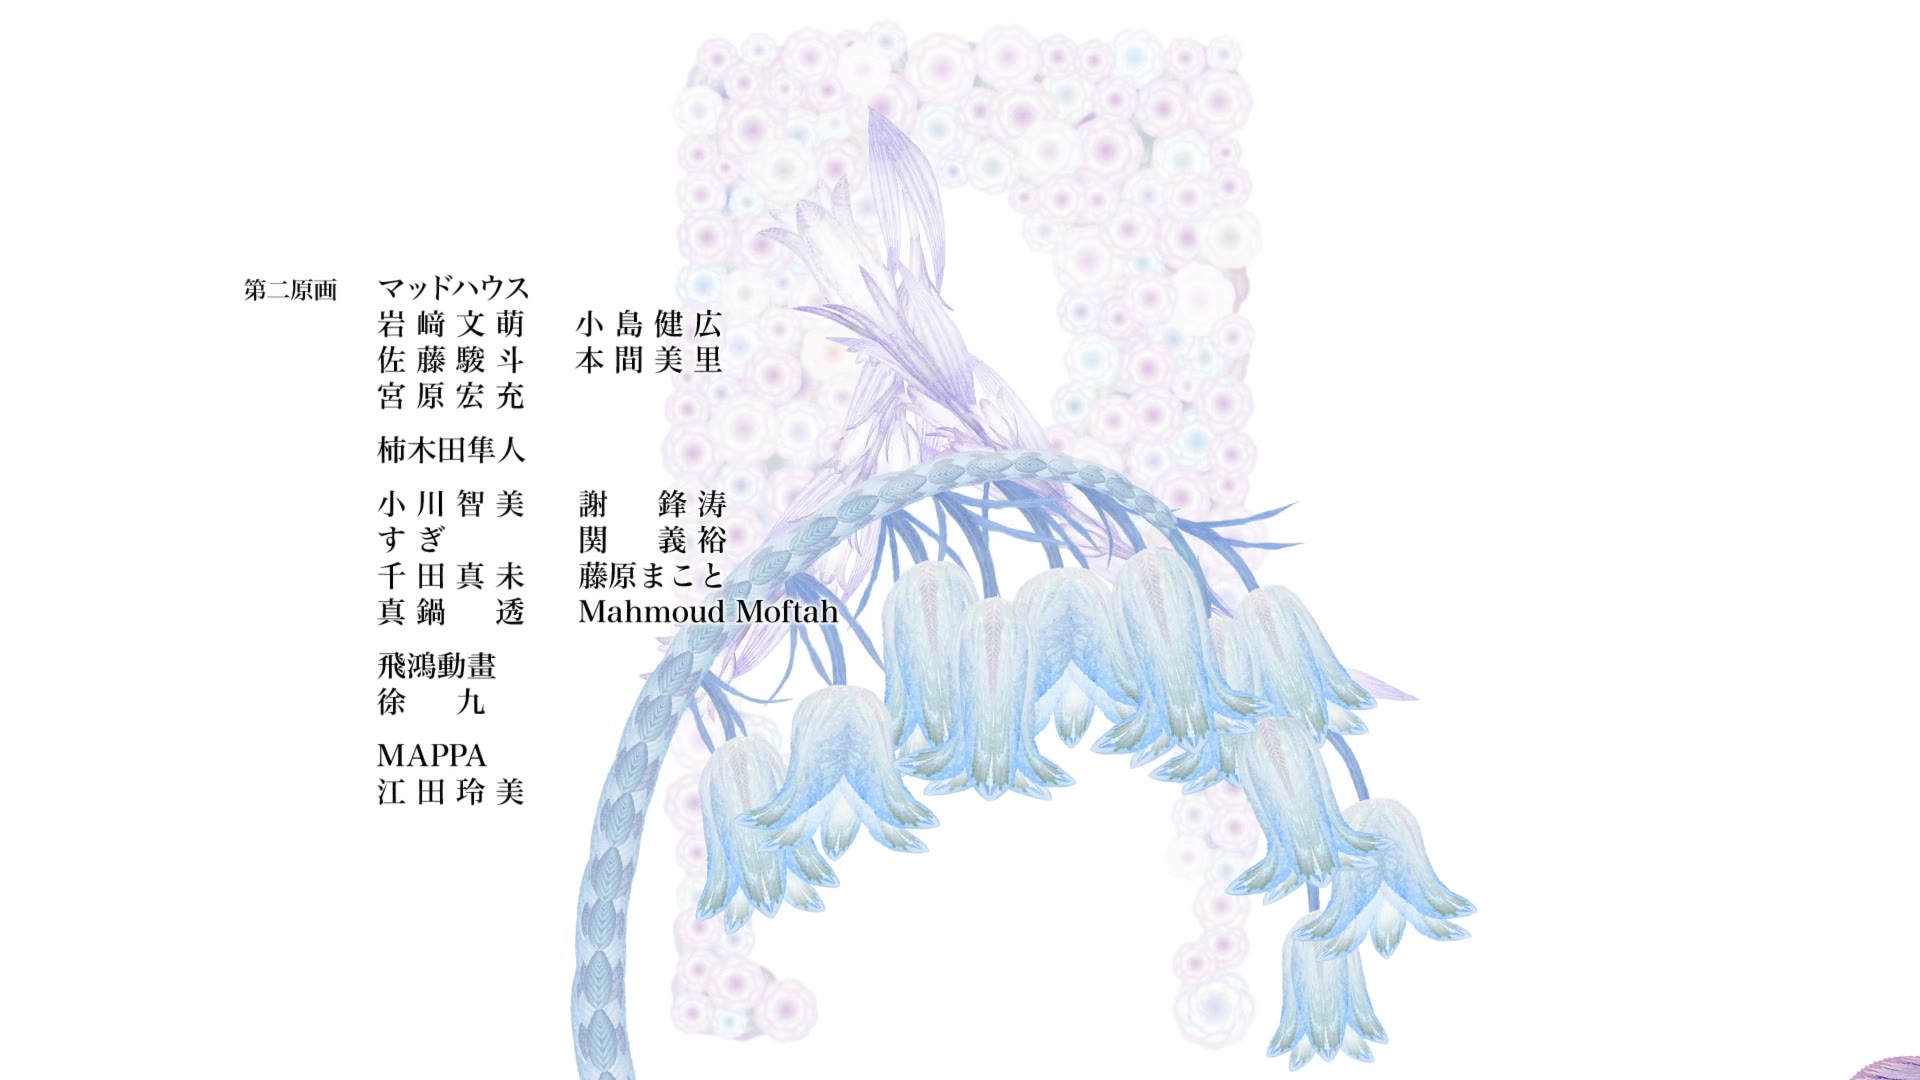 第二原画 マッドハウス
岩﨑文萌 小島健広
佐藤駿斗 本間美里
宮原宏充
柿木田隼人
小川智美 謝 鋒涛
すぎ 関 義裕
千田真未 藤原まこと
真鍋 透 Mahmoud Moftah
飛鴻動畫
徐 九
MAPPA
江田玲美